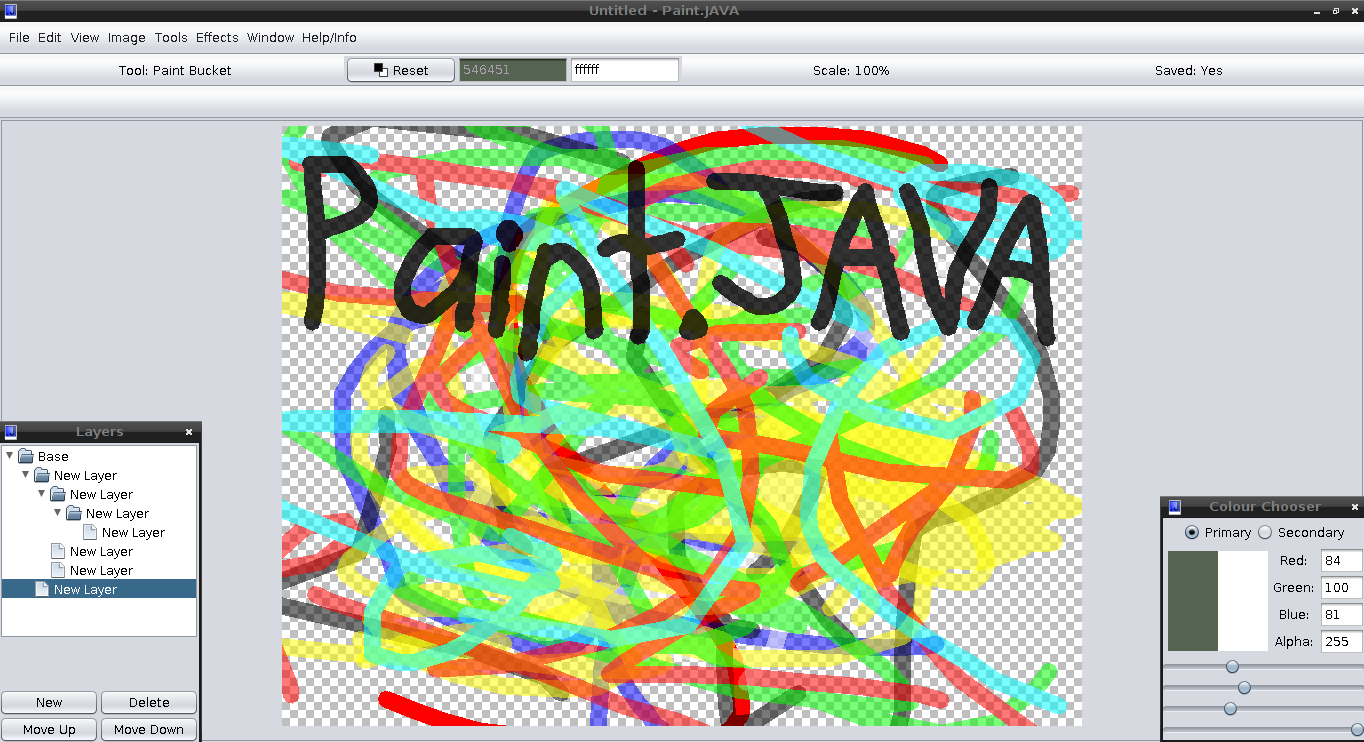 Untitled - Paint.JAVA
File Edit View Image Tools Effects Window Help/Info
Tool: Paint Bucket Reset 546451 ffffff Scale: 100% Saved: Yes
Paint.JAVA
Layers
Base
New Layer
New Layer
New Layer
New Layer
New Layer
New Layer
New Layer
New Delete
Move Up Move Down
Colour Chooser
Primary Secondary
Red: 84
Green: 100
Blue: 81
Alpha: 255